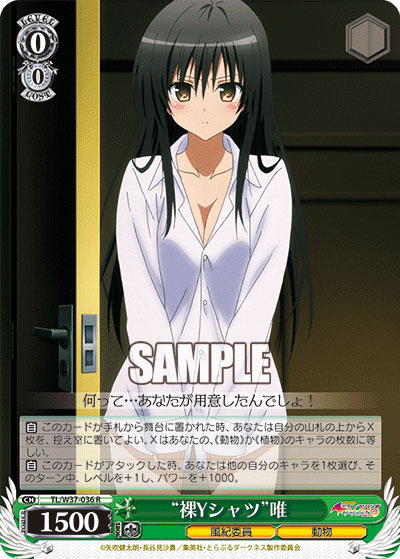 LEVEL
0
0
COST
SAMPLE
何って…あなたが用意したんでしょ！
自 このカードが手札から舞台に置かれた時、あなたは自分の山札の上からX
枚を、控え室に置いてよい。Xはあなたの、《動物》か《植物》のキャラの枚数に等
しい。
自 このカードがアタックした時、あなたは他の自分のキャラを1枚選び、そ
のターン中、レベルを+1し、パワーを+1000。
CH TL/W37-036 R
1500
“裸Yシャツ”唯
風紀委員
動物
©矢吹健太朗・長谷見沙貴／集英社・とらぶるダークネス製作委員会